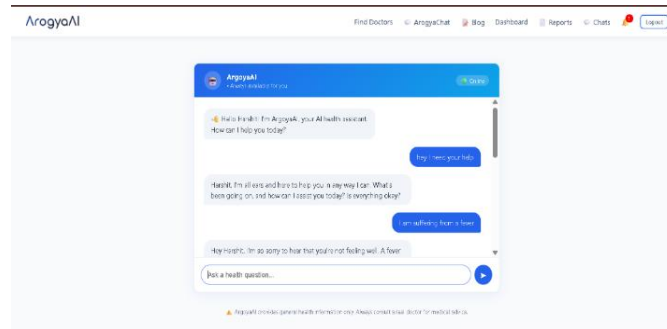 ArogyaAI
Find Doctors ArogyaChat Blog Dashboard Reports Chats Logout
ArgoyaAI
• Always available for you
Online
Hello Harshit! I'm ArgoyaAI, your AI health assistant.
How can I help you today?
hey I need your help
Harshit, I'm all ears and here to help you in any way I can. What's
been going on, and how can I assist you today? Is everything okay?
I am suffering from a fever
Hey Harshit, I'm so sorry to hear that you're not feeling well. A fever
Ask a health question...
ArgoyaAI provides general health information only. Always consult a real doctor for medical advice.